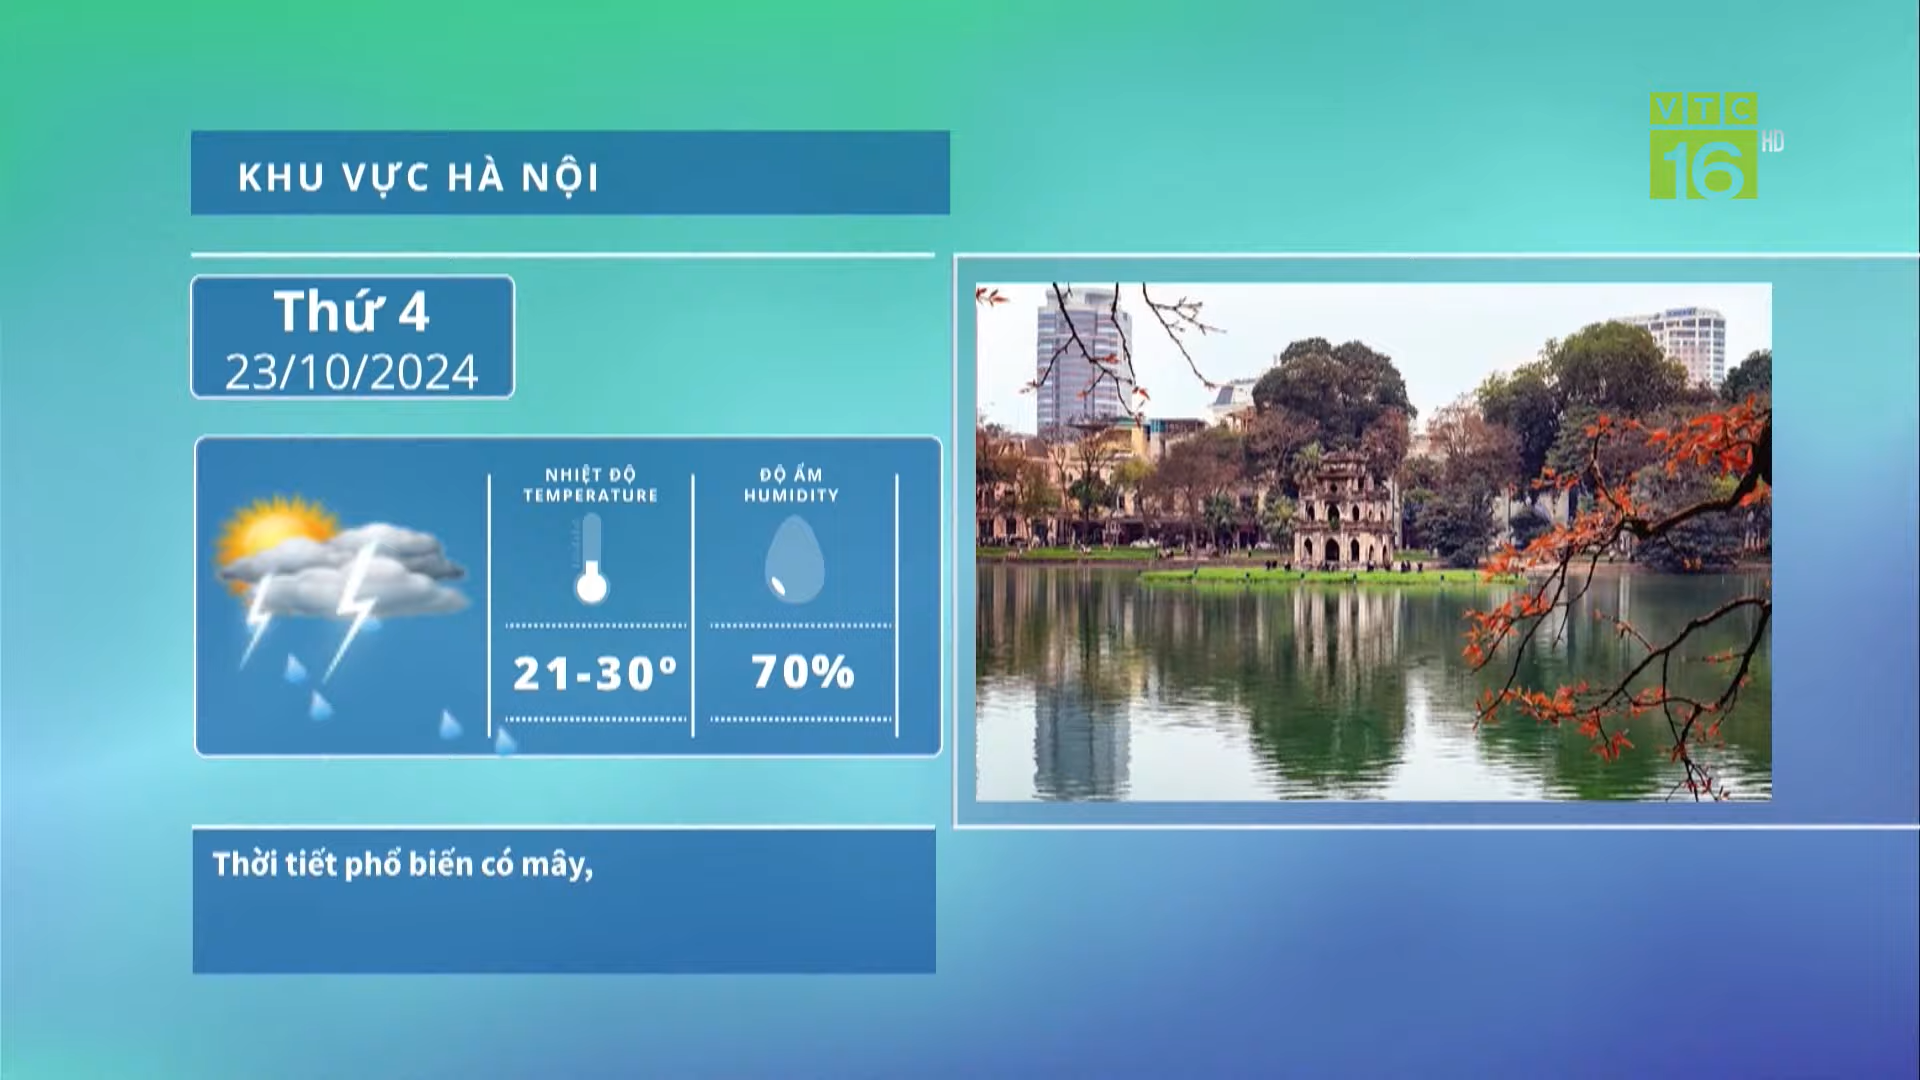 VTC
16 HD
KHU VỰC HÀ NỘI
Thứ 4
23/10/2024
NHIỆT ĐỘ
TEMPERATURE
21-30º
ĐỘ ẨM
HUMIDITY
70%
Thời tiết phổ biến có mây,